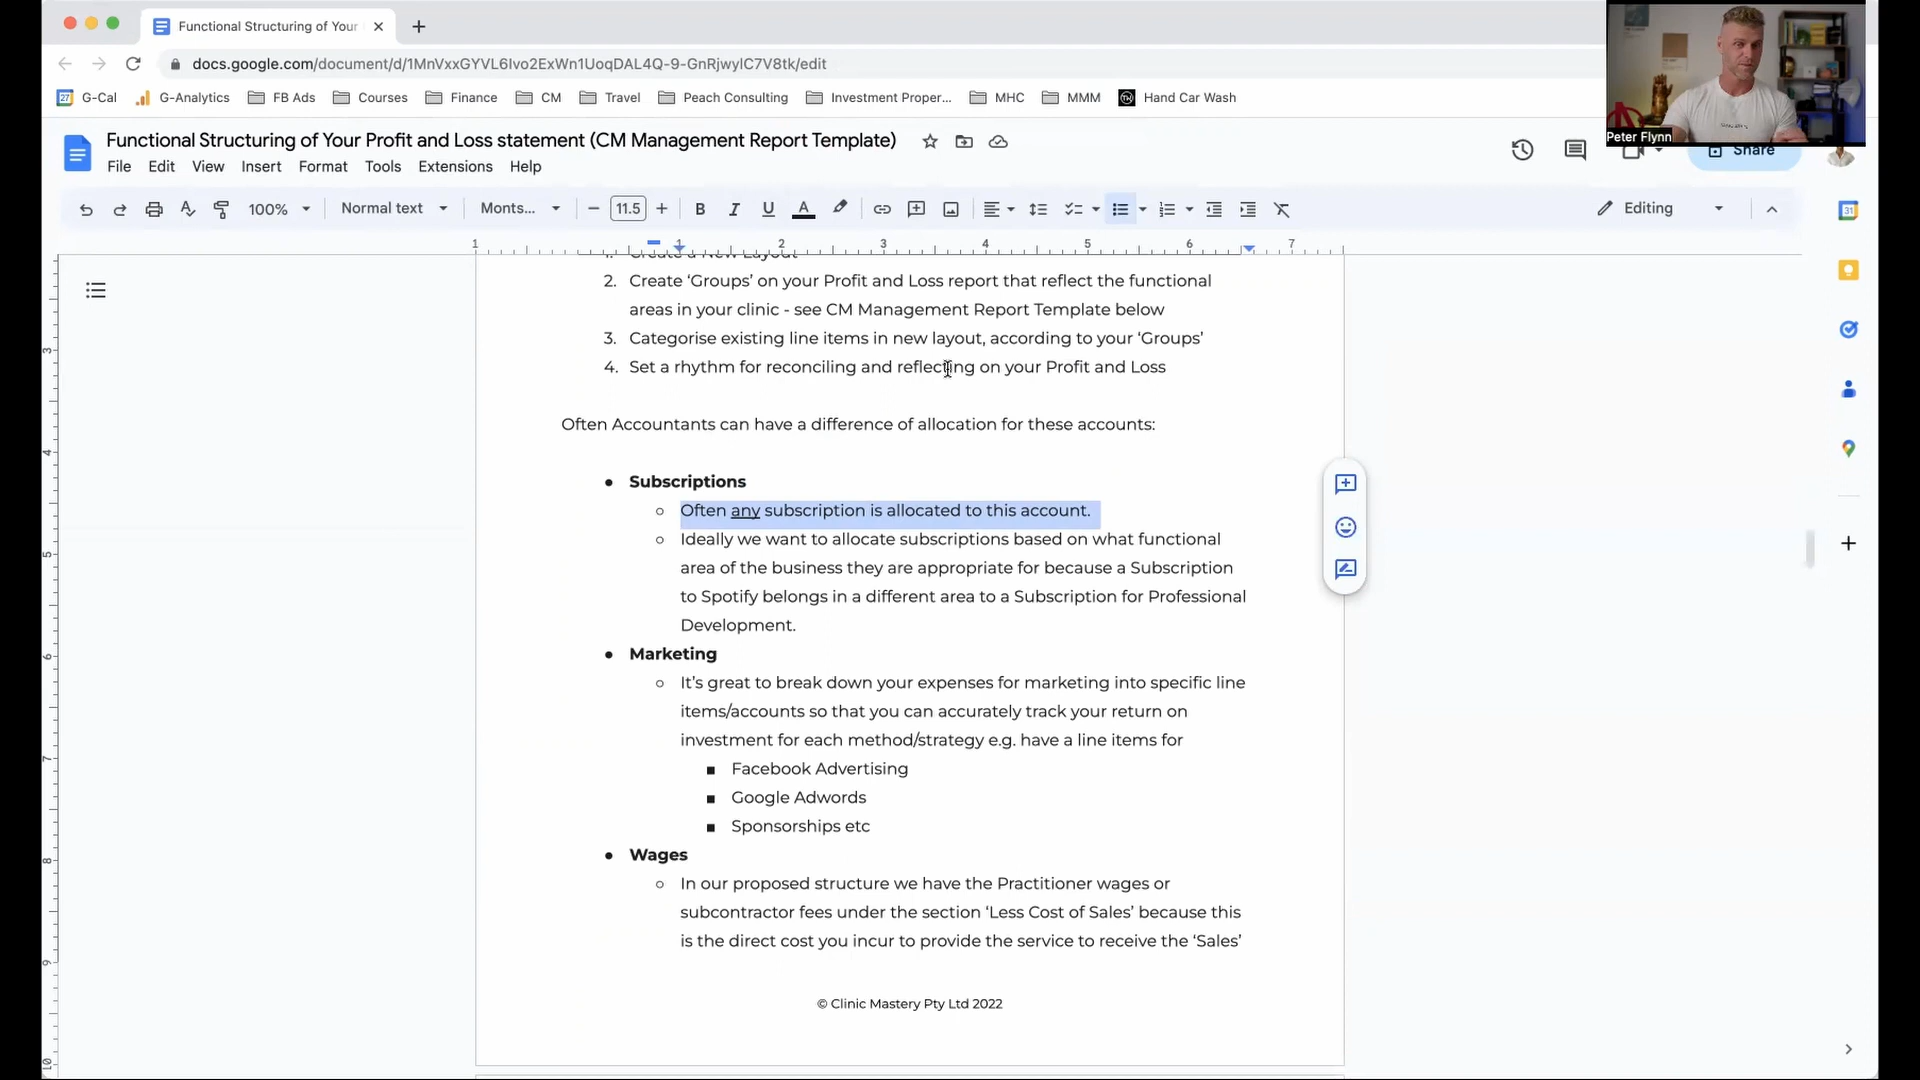 Functional Structuring of Your
docs.google.com/document/d/1MnVxxGYVL6Ivo2ExWn1UoqDAL4Q-9-GnRjwyIC7V8tk/edit
G-Cal G-Analytics FB Ads Courses Finance CM Travel Peach Consulting Investment Proper... MHC MMM Hand Car Wash
Peter Flynn
Functional Structuring of Your Profit and Loss statement (CM Management Report Template)
File Edit View Insert Format Tools Extensions Help
Share
100% Normal text Monts... 11.5 Editing
1 1 2 3 4 5 6 7
1. Create a New Layout
2. Create ‘Groups’ on your Profit and Loss report that reflect the functional
areas in your clinic - see CM Management Report Template below
3. Categorise existing line items in new layout, according to your ‘Groups’
4. Set a rhythm for reconciling and reflecting on your Profit and Loss
Often Accountants can have a difference of allocation for these accounts:
● Subscriptions
○ Often any subscription is allocated to this account.
○ Ideally we want to allocate subscriptions based on what functional
area of the business they are appropriate for because a Subscription
to Spotify belongs in a different area to a Subscription for Professional
Development.
● Marketing
○ It’s great to break down your expenses for marketing into specific line
items/accounts so that you can accurately track your return on
investment for each method/strategy e.g. have a line items for
■ Facebook Advertising
■ Google Adwords
■ Sponsorships etc
● Wages
○ In our proposed structure we have the Practitioner wages or
subcontractor fees under the section ‘Less Cost of Sales’ because this
is the direct cost you incur to provide the service to receive the ‘Sales’
© Clinic Mastery Pty Ltd 2022